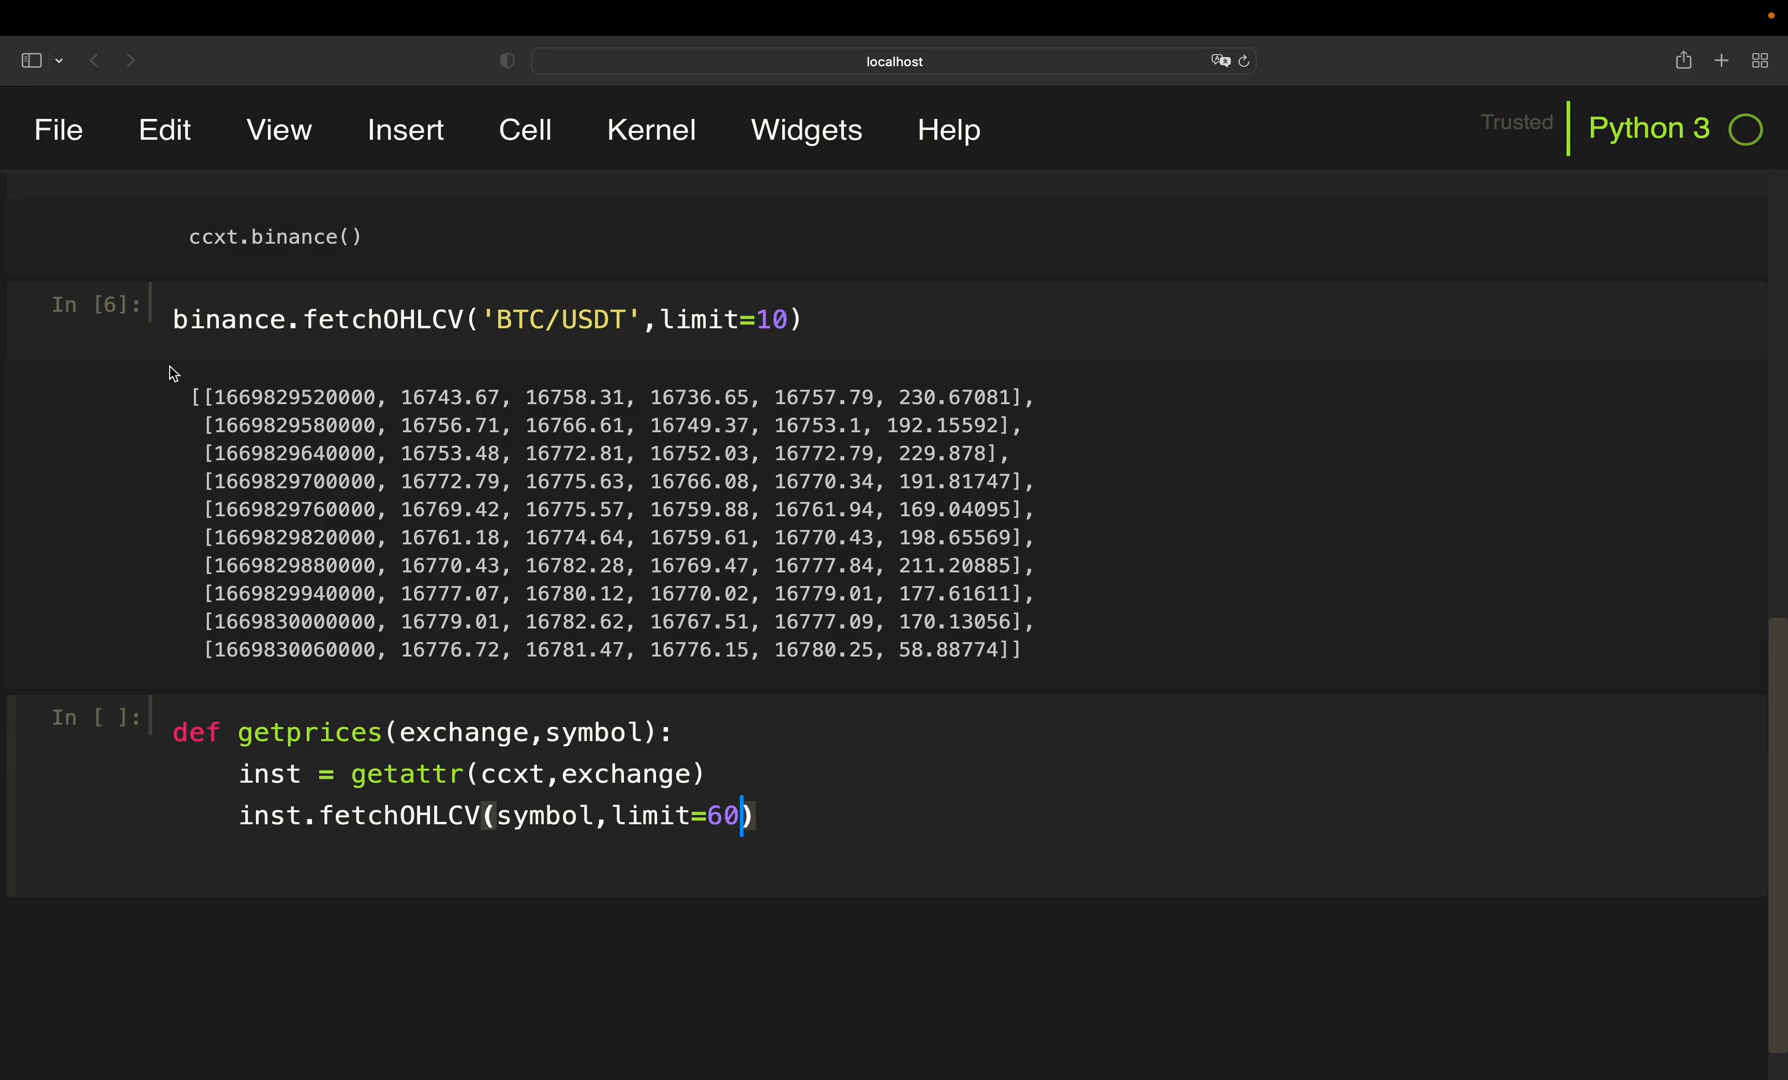 localhost
File Edit View Insert Cell Kernel Widgets Help Trusted Python 3
ccxt.binance()
In [6]: binance.fetchOHLCV('BTC/USDT',limit=10)
[[1669829520000, 16743.67, 16758.31, 16736.65, 16757.79, 230.67081],
[1669829580000, 16756.71, 16766.61, 16749.37, 16753.1, 192.15592],
[1669829640000, 16753.48, 16772.81, 16752.03, 16772.79, 229.878],
[1669829700000, 16772.79, 16775.63, 16766.08, 16770.34, 191.81747],
[1669829760000, 16769.42, 16775.57, 16759.88, 16761.94, 169.04095],
[1669829820000, 16761.18, 16774.64, 16759.61, 16770.43, 198.65569],
[1669829880000, 16770.43, 16782.28, 16769.47, 16777.84, 211.20885],
[1669829940000, 16777.07, 16780.12, 16770.02, 16779.01, 177.61611],
[1669830000000, 16779.01, 16782.62, 16767.51, 16777.09, 170.13056],
[1669830060000, 16776.72, 16781.47, 16776.15, 16780.25, 58.88774]]
In [ ]: def getprices(exchange,symbol):
inst = getattr(ccxt,exchange)
inst.fetchOHLCV(symbol,limit=60)